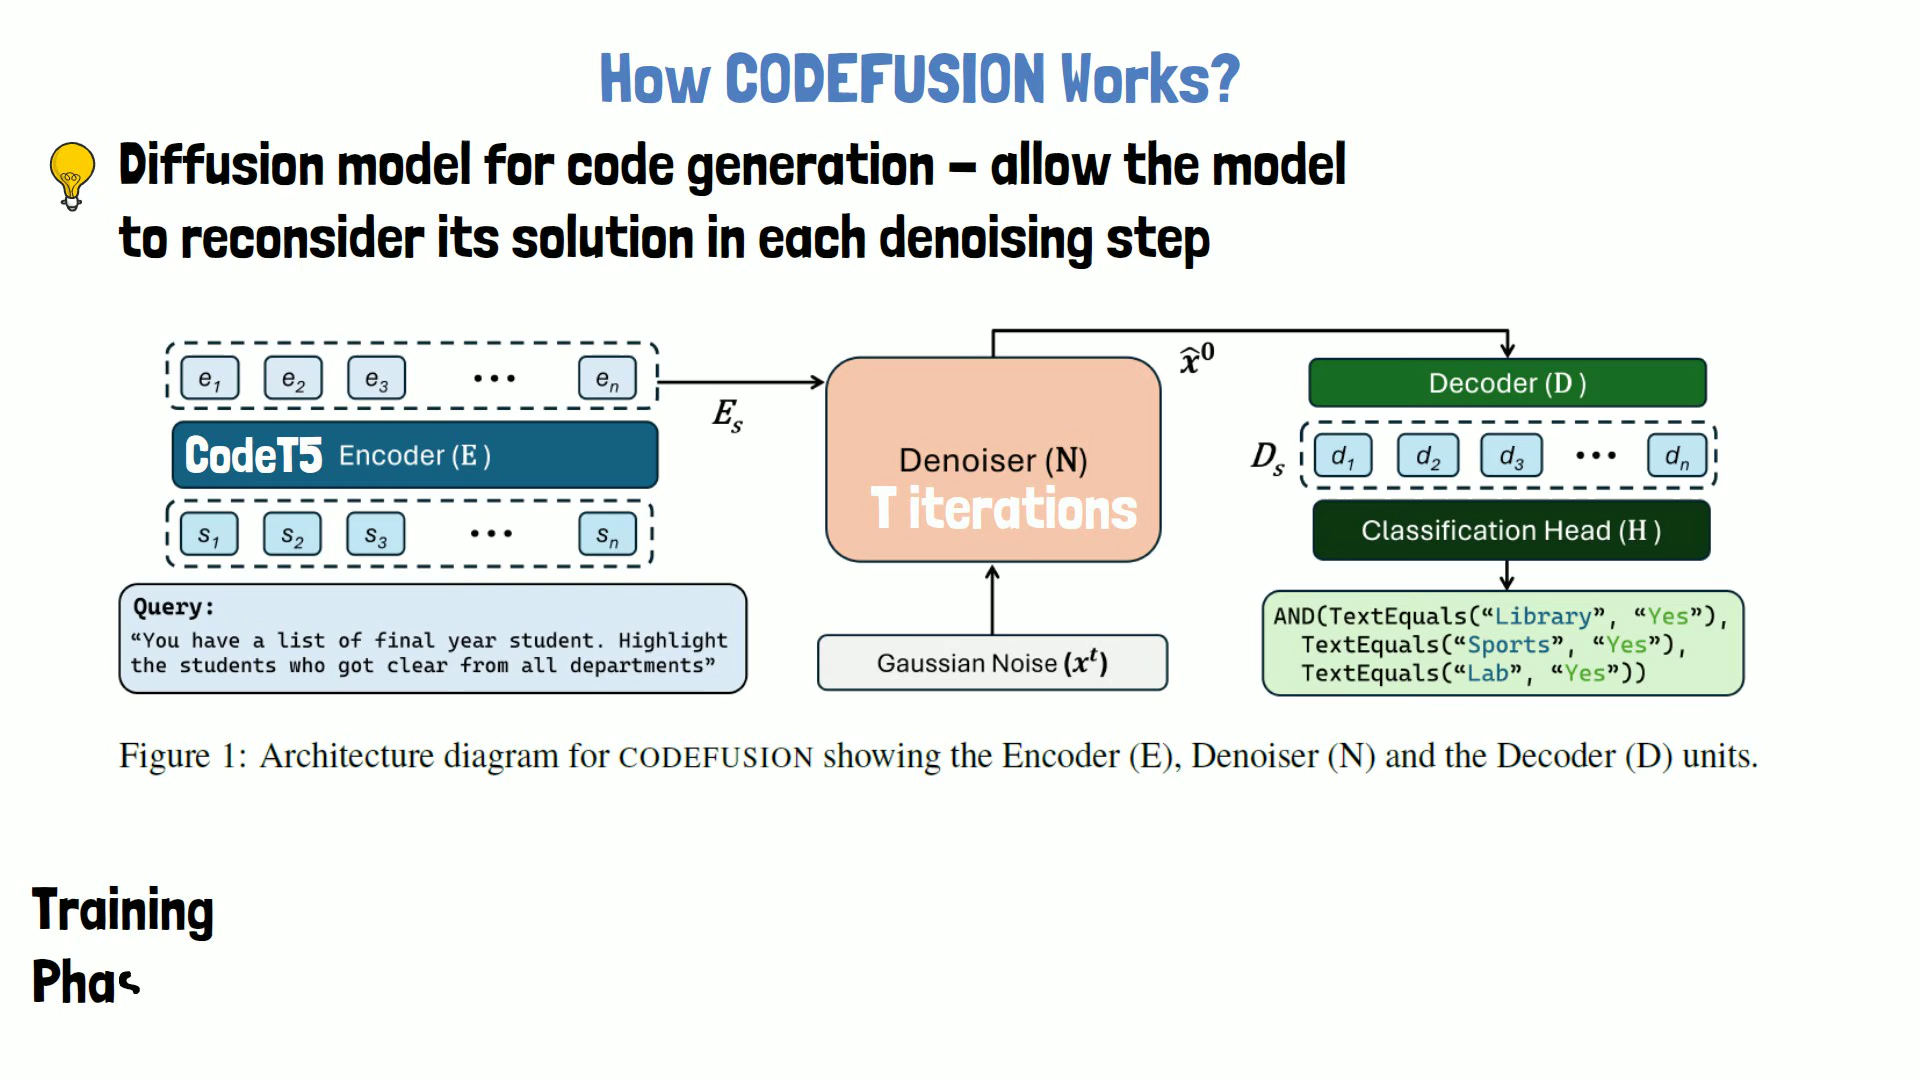 How CODEFUSION Works?
Diffusion model for code generation – allow the model
to reconsider its solution in each denoising step
e1 e2 e3 ••• en
Es
CodeT5 Encoder (E )
s1 s2 s3 ••• sn
Query:
“You have a list of final year student. Highlight
the students who got clear from all departments”
Denoiser (N)
T iterations
Gaussian Noise (x^t)
x̂^0
Decoder (D )
Ds d1 d2 d3 ••• dn
Classification Head (H )
AND(TextEquals(“Library”, “Yes”),
TextEquals(“Sports”, “Yes”),
TextEquals(“Lab”, “Yes”))
Figure 1: Architecture diagram for CODEFUSION showing the Encoder (E), Denoiser (N) and the Decoder (D) units.
Training
Phas